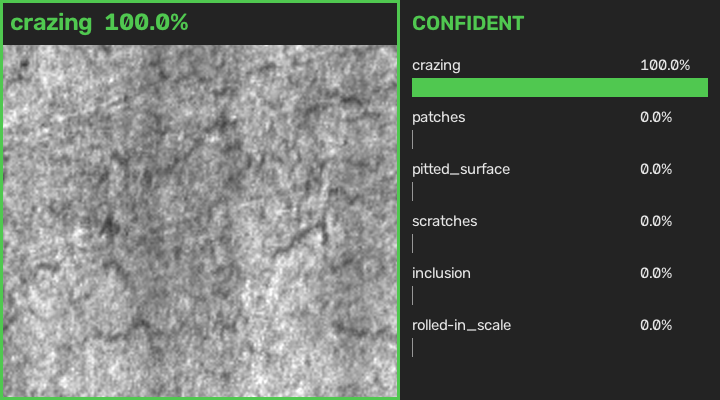 crazing 100.0%
CONFIDENT
crazing 100.0%
patches 0.0%
pitted_surface 0.0%
scratches 0.0%
inclusion 0.0%
rolled-in_scale 0.0%